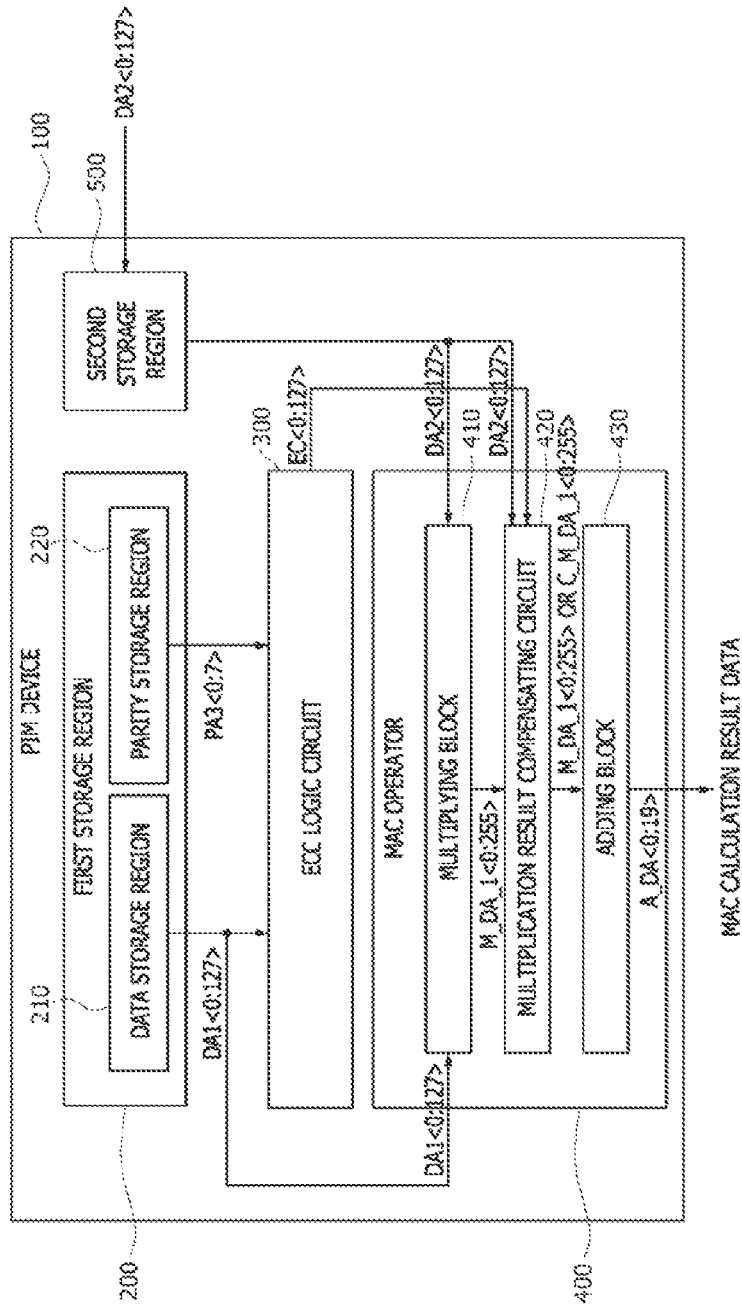 PIM DEVICE
100
FIRST STORAGE REGION
200
210
DATA STORAGE REGION
220
PARITY STORAGE REGION
500
SECOND
STORAGE
REGION
DA2<0:127>
DA1<0:127>
PA3<0:7>
300
ECC LOGIC CIRCUIT
EC<0:127>
400
MAC OPERATOR
DA1<0:127>
DA2<0:127>
410
MULTIPLYING BLOCK
M_DA_1<0:255>
DA2<0:127>
420
MULTIPLICATION RESULT COMPENSATING CIRCUIT
M_DA_1<0:255> OR C_M_DA_1<0:255>
430
ADDING BLOCK
A_DA<0:19>
MAC CALCULATION RESULT DATA